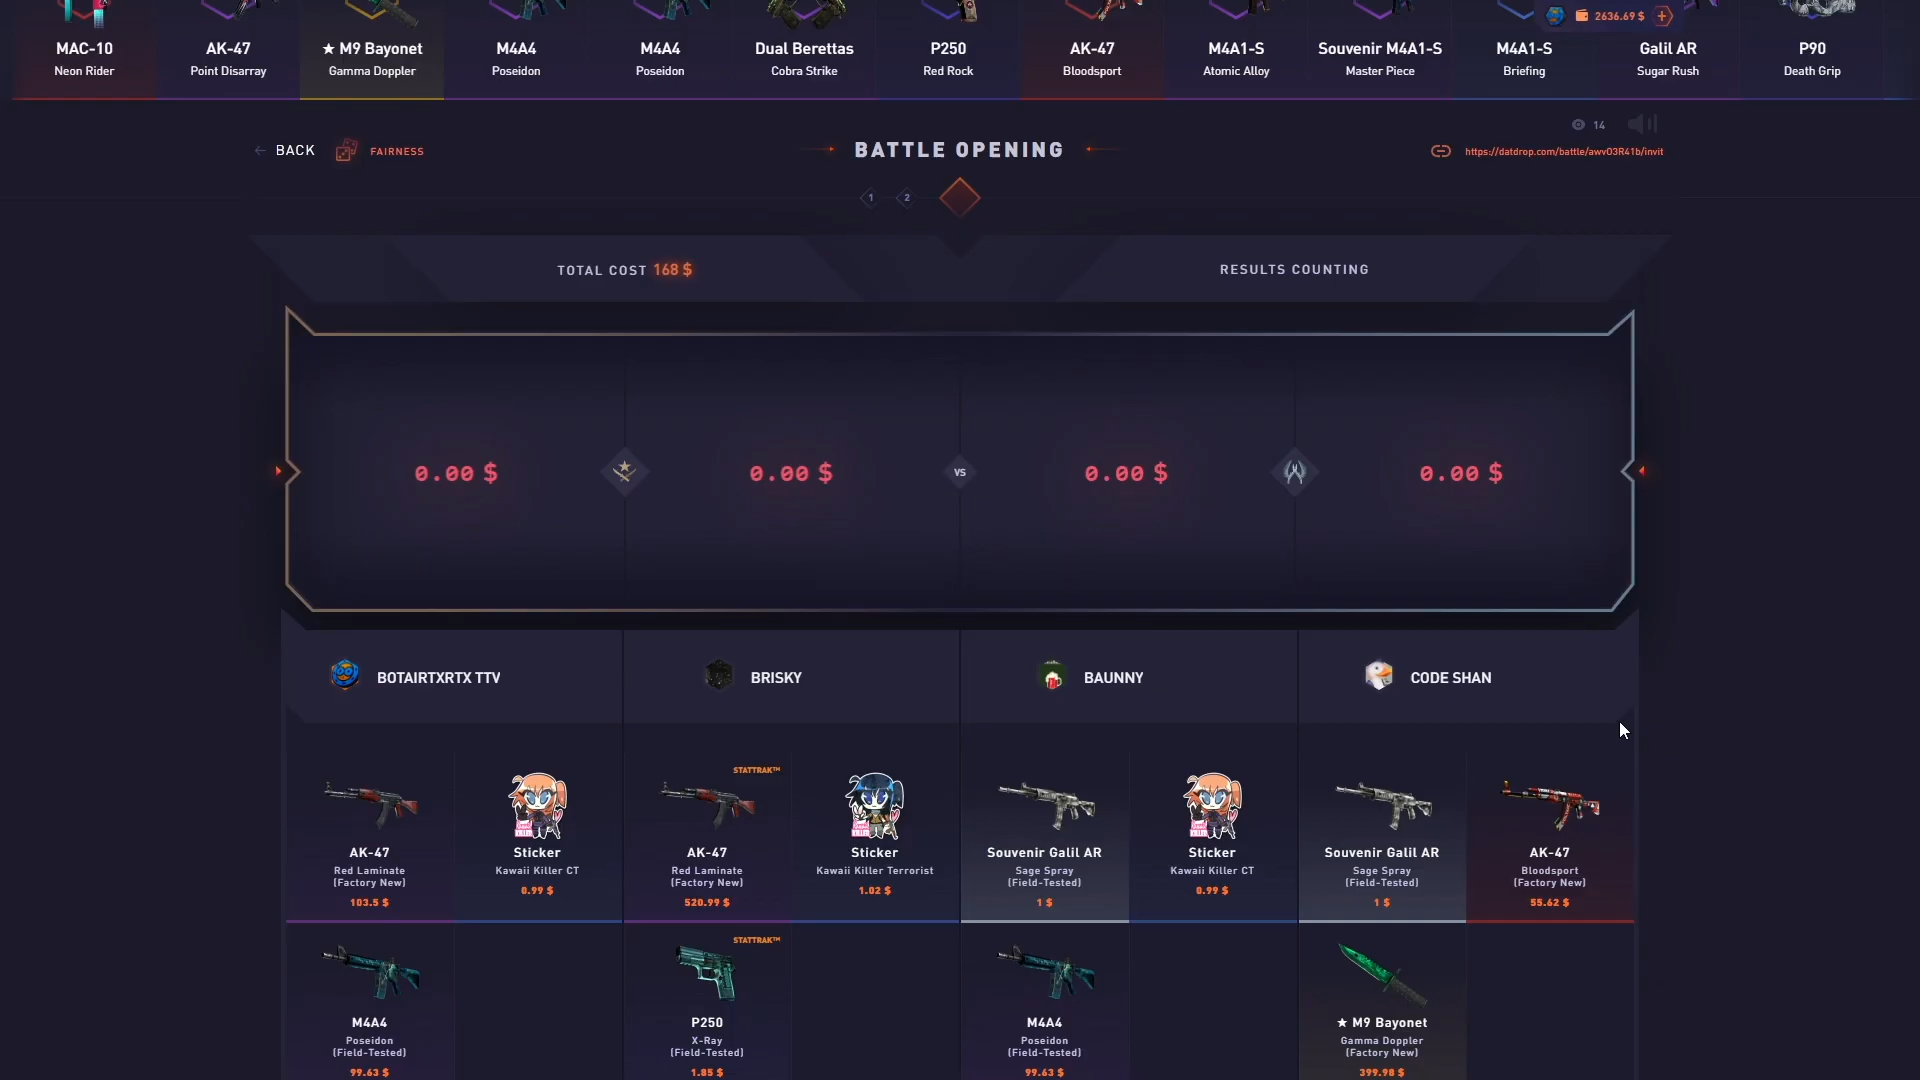 2636.69 $
MAC-10
Neon Rider
AK-47
Point Disarray
★ M9 Bayonet
Gamma Doppler
M4A4
Poseidon
M4A4
Poseidon
Dual Berettas
Cobra Strike
P250
Red Rock
AK-47
Bloodsport
M4A1-S
Atomic Alloy
Souvenir M4A1-S
Master Piece
M4A1-S
Briefing
Galil AR
Sugar Rush
P90
Death Grip
← BACK
FAIRNESS
BATTLE OPENING
14
https://datdrop.com/battle/awvO3R41b/invit
1
2
TOTAL COST 168 $
RESULTS COUNTING
0.00 $
0.00 $
VS
0.00 $
0.00 $
BOTAIRTXRTX TTV
BRISKY
BAUNNY
CODE SHAN
AK-47
Red Laminate
(Factory New)
103.5 $
Sticker
Kawaii Killer CT
0.99 $
STATTRAK™
AK-47
Red Laminate
(Factory New)
520.99 $
Sticker
Kawaii Killer Terrorist
1.02 $
Souvenir Galil AR
Sage Spray
(Field-Tested)
1 $
Sticker
Kawaii Killer CT
0.99 $
Souvenir Galil AR
Sage Spray
(Field-Tested)
1 $
AK-47
Bloodsport
(Factory New)
55.62 $
M4A4
Poseidon
(Field-Tested)
99.63 $
STATTRAK™
P250
X-Ray
(Field-Tested)
1.85 $
M4A4
Poseidon
(Field-Tested)
99.63 $
★ M9 Bayonet
Gamma Doppler
(Factory New)
399.98 $